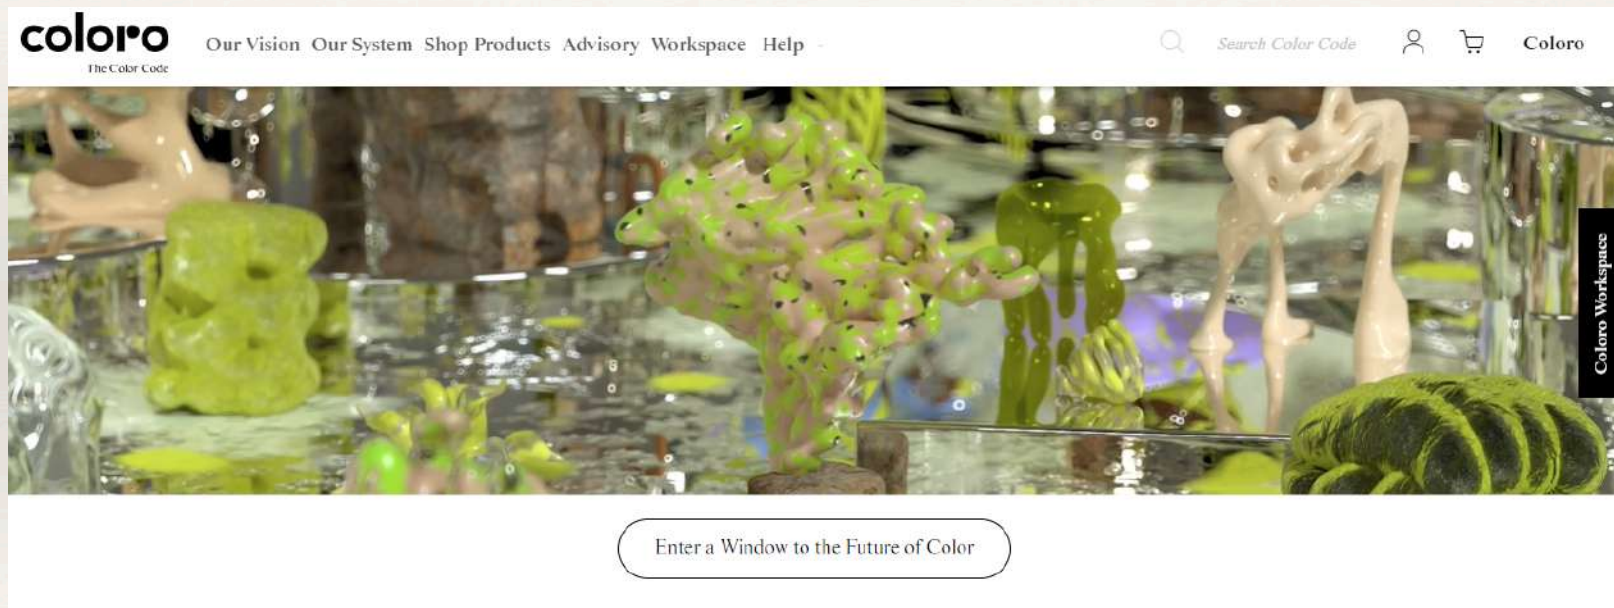 coloro
The Color Code
Our Vision Our System Shop Products Advisory Workspace Help
Search Color Code
Coloro
Coloro Workspace
Enter a Window to the Future of Color